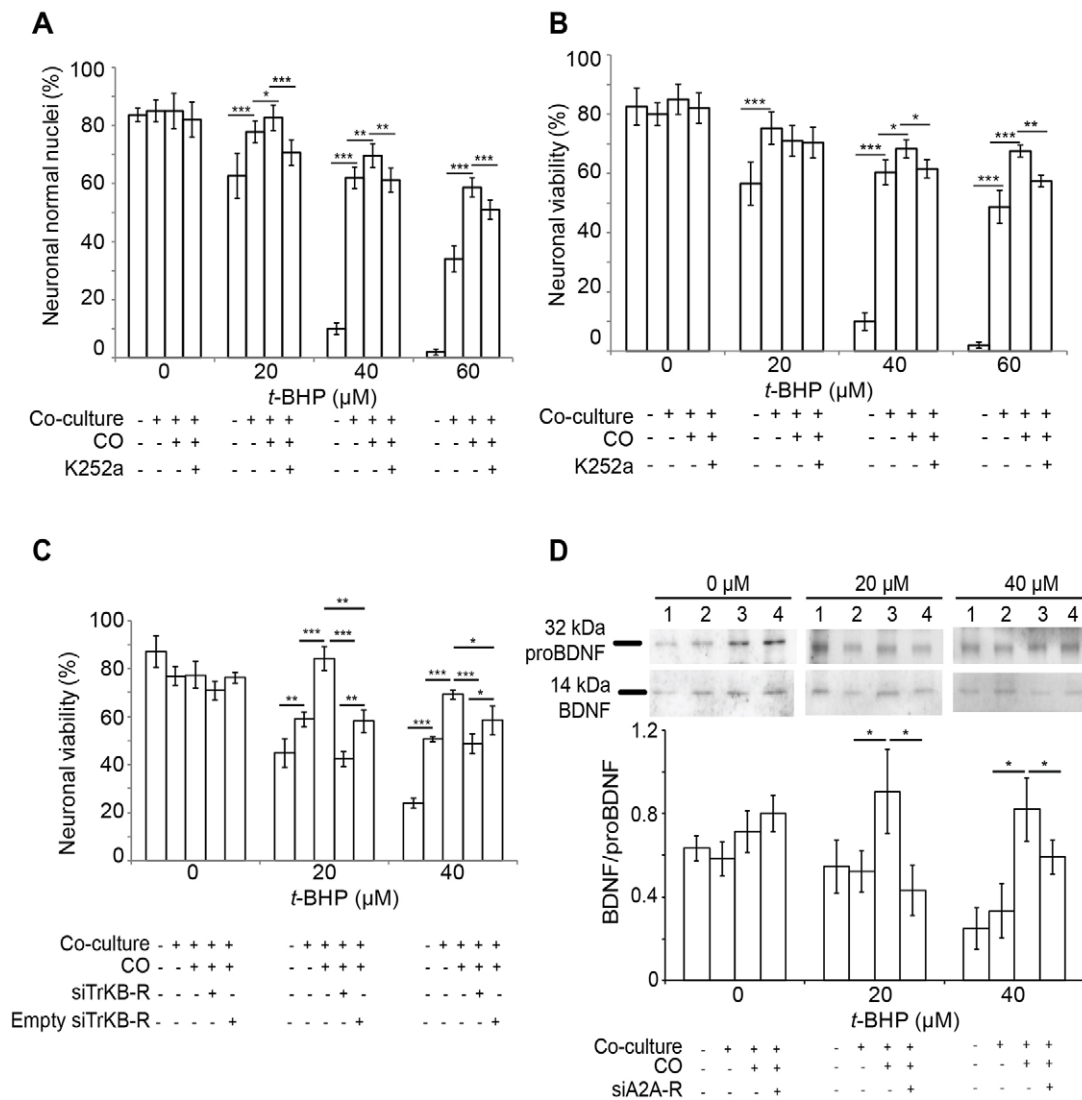 A
Neuronal normal nuclei (%)
100
80
60
40
20
0
*** * ***
*** ** **
*** ***
0 20 40 60
t-BHP (µM)
Co-culture - + + + - + + + - + + + - + + +
CO - - + + - - + + - - + + - - + +
K252a - - - + - - - + - - - + - - - +
B
Neuronal viability (%)
100
80
60
40
20
0
***
*** * *
*** *** **
0 20 40 60
t-BHP (µM)
Co-culture - + + + - + + + - + + + - + + +
CO - - + + - - + + - - + + - - + +
K252a - - - + - - - + - - - + - - - +
C
Neuronal viability (%)
100
80
60
40
20
0
** *** *** ** **
*** *** *** * *
0 20 40
t-BHP (µM)
Co-culture - + + + + - + + + + - + + + +
CO - - + + + - - + + + - - + + +
siTrKB-R - - - + - - - + - - - +
Empty siTrKB-R - - - - + - - - - + - - - - +
D
0 µM 20 µM 40 µM
1 2 3 4 1 2 3 4 1 2 3 4
32 kDa
proBDNF
14 kDa
BDNF
BDNF/proBDNF
1.2
0.8
0.4
0
* *
* *
0 20 40
t-BHP (µM)
Co-culture - + + + - + + + - + + +
CO - - + + - - + + - - + +
siA2A-R - - - + - - - + - - - +